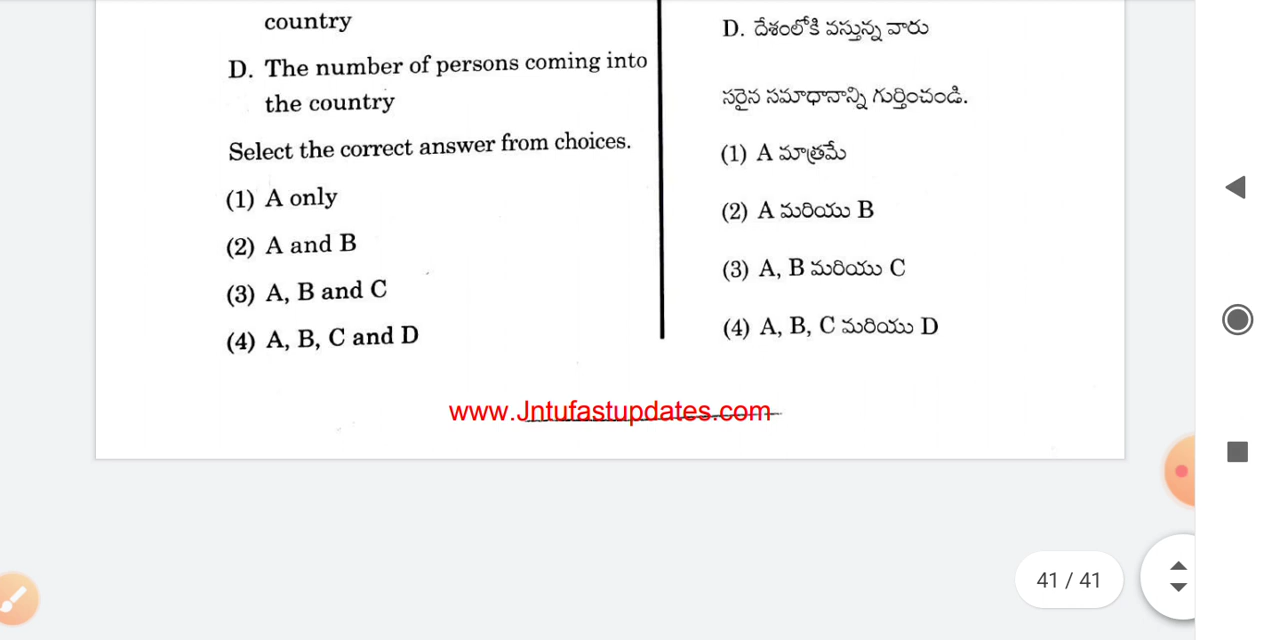 country
D. The number of persons coming into
the country
Select the correct answer from choices.
(1) A only
(2) A and B
(3) A, B and C
(4) A, B, C and D
D. దేశంలోకి వస్తున్న వారు
సరైన సమాధానాన్ని గుర్తించండి.
(1) A మాత్రమే
(2) A మరియు B
(3) A, B మరియు C
(4) A, B, C మరియు D
www.Jntufastupdates.com
41 / 41